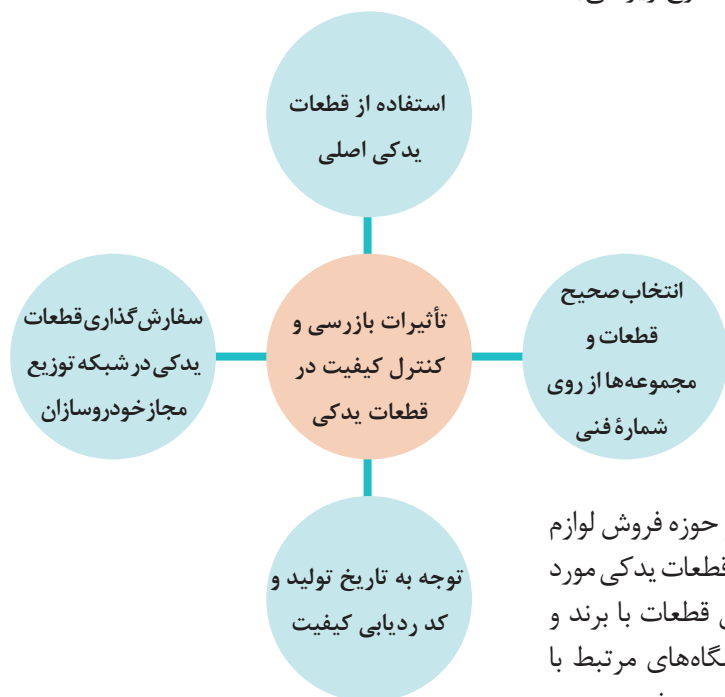 استفاده از قطعات
یدکی اصلی
انتخاب صحیح
قطعات و
مجموعه‌ها از روی
شمارهٔ فنی
تأثیرات بازرسی و
کنترل کیفیت در
قطعات یدکی
سفارش‌گذاری قطعات
یدکی در شبکه توزیع
مجاز خودروسازان
توجه به تاریخ تولید و
کد ردیابی کیفیت
حوزه فروش لوازم
قطعات یدکی مورد
قطعات با برند و
مرتبط با